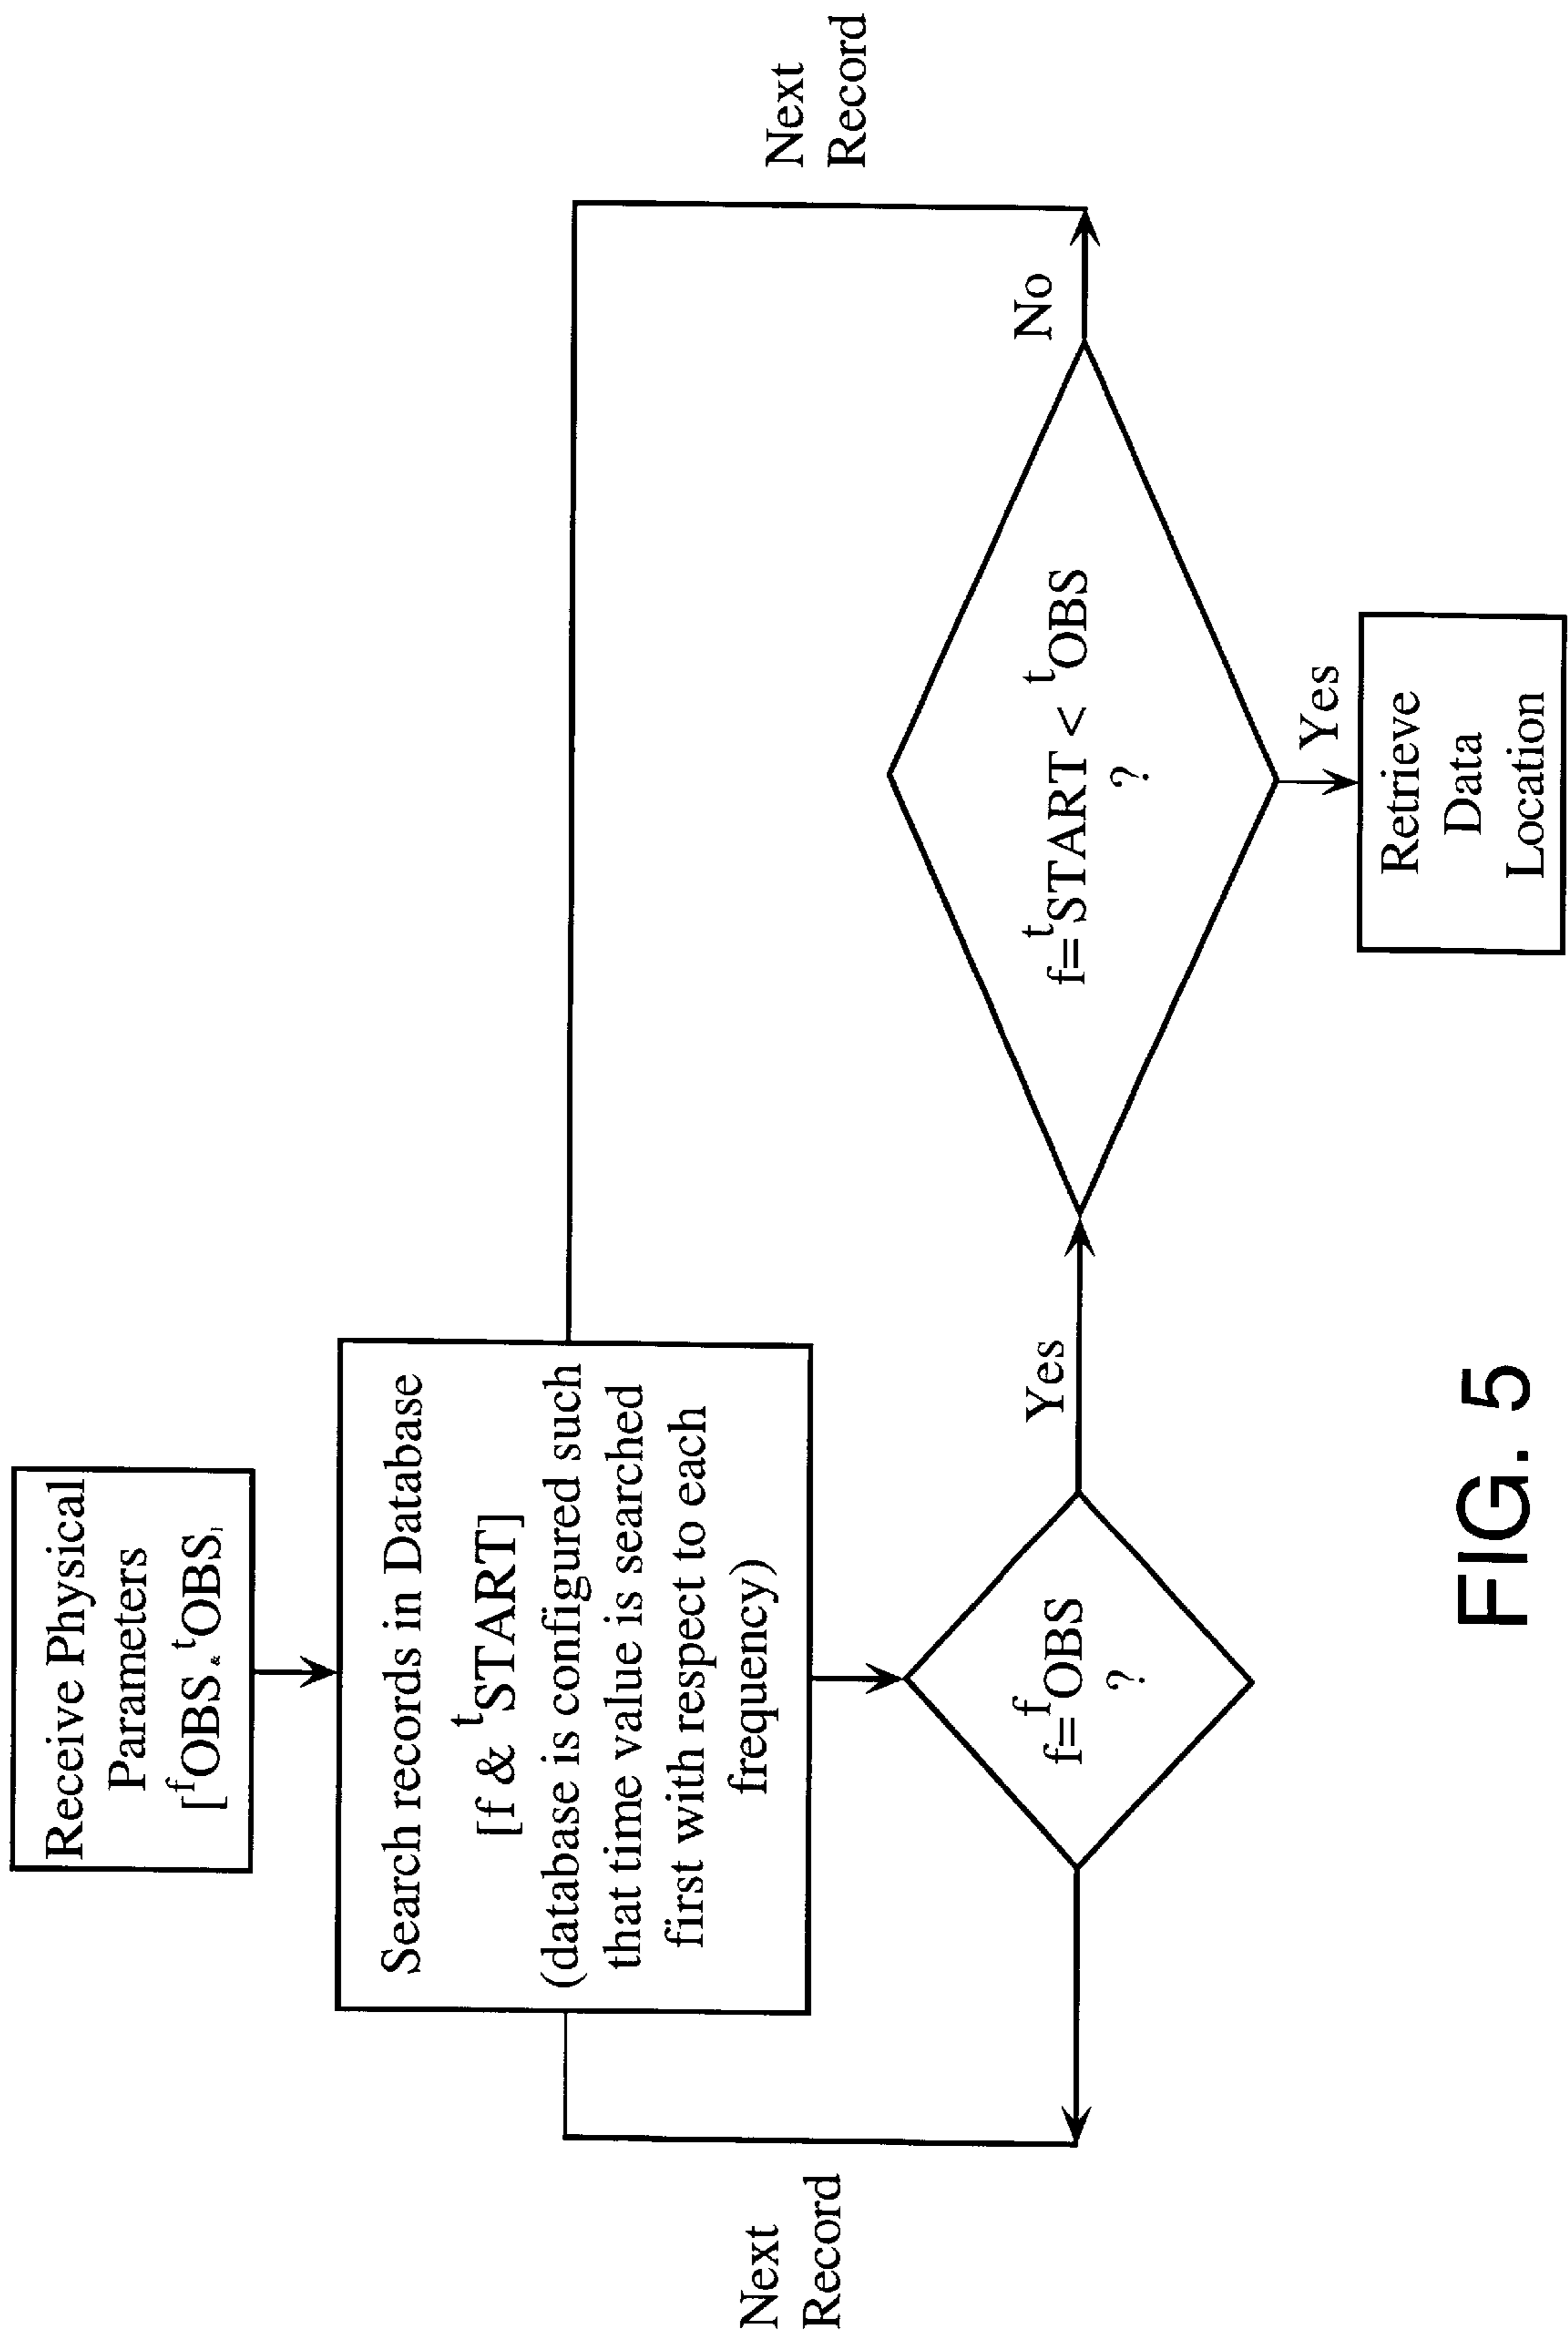 Receive Physical
Parameters
[fOBS & tOBS]
Search records in Database
[f & tSTART]
(database is configured such
that time value is searched
first with respect to each
frequency)
Next
Record
Next
Record
f=fOBS
?
Yes
f=tSTART < tOBS
?
No
Yes
Retrieve
Data
Location
FIG. 5